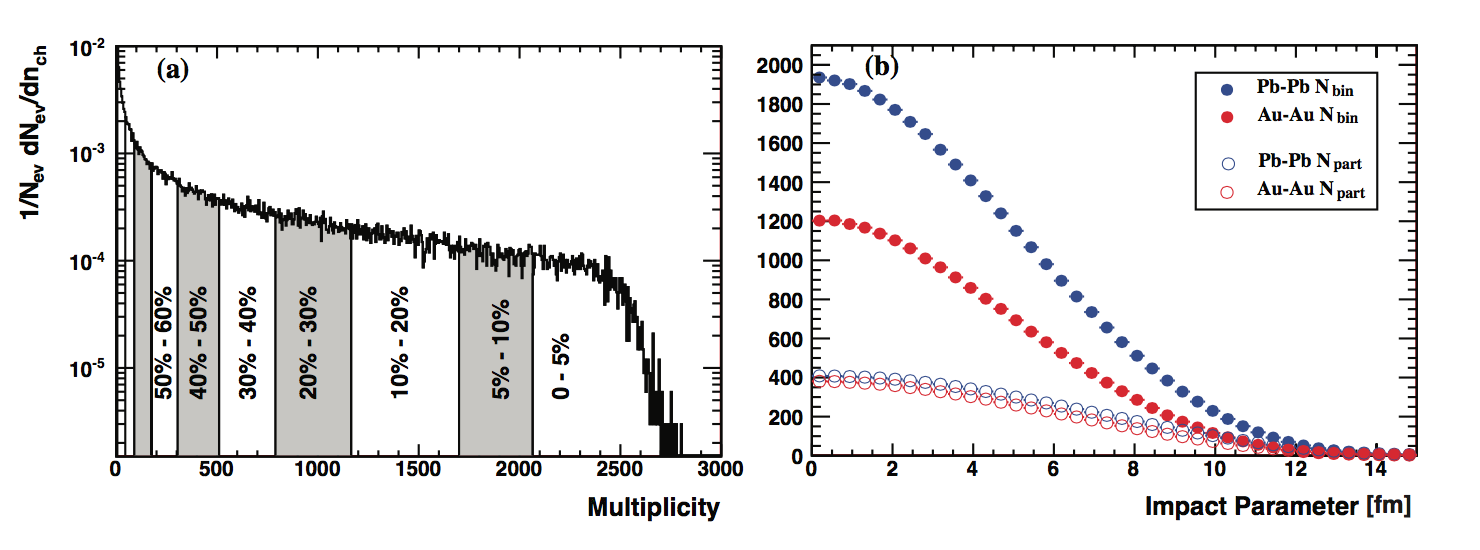 (a)
1/N_ev dN_ev/dn_ch
10^-2
10^-3
10^-4
10^-5
50% - 60%
40% - 50%
30% - 40%
20% - 30%
10% - 20%
5% - 10%
0 - 5%
0 500 1000 1500 2000 2500 3000
Multiplicity
(b)
2000
1800
1600
1400
1200
1000
800
600
400
200
0
Pb-Pb N_bin
Au-Au N_bin
Pb-Pb N_part
Au-Au N_part
0 2 4 6 8 10 12 14
Impact Parameter [fm]